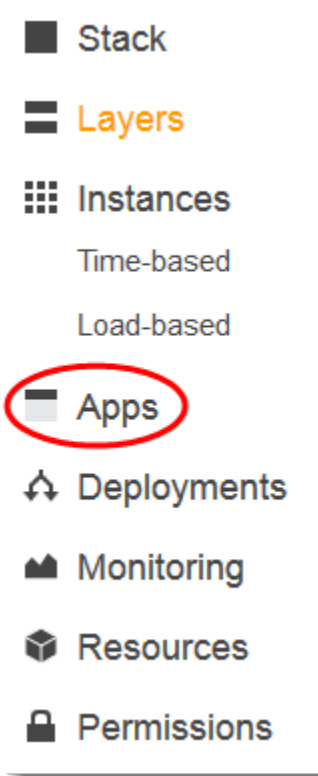 Stack
Layers
Instances
Time-based
Load-based
Apps
Deployments
Monitoring
Resources
Permissions